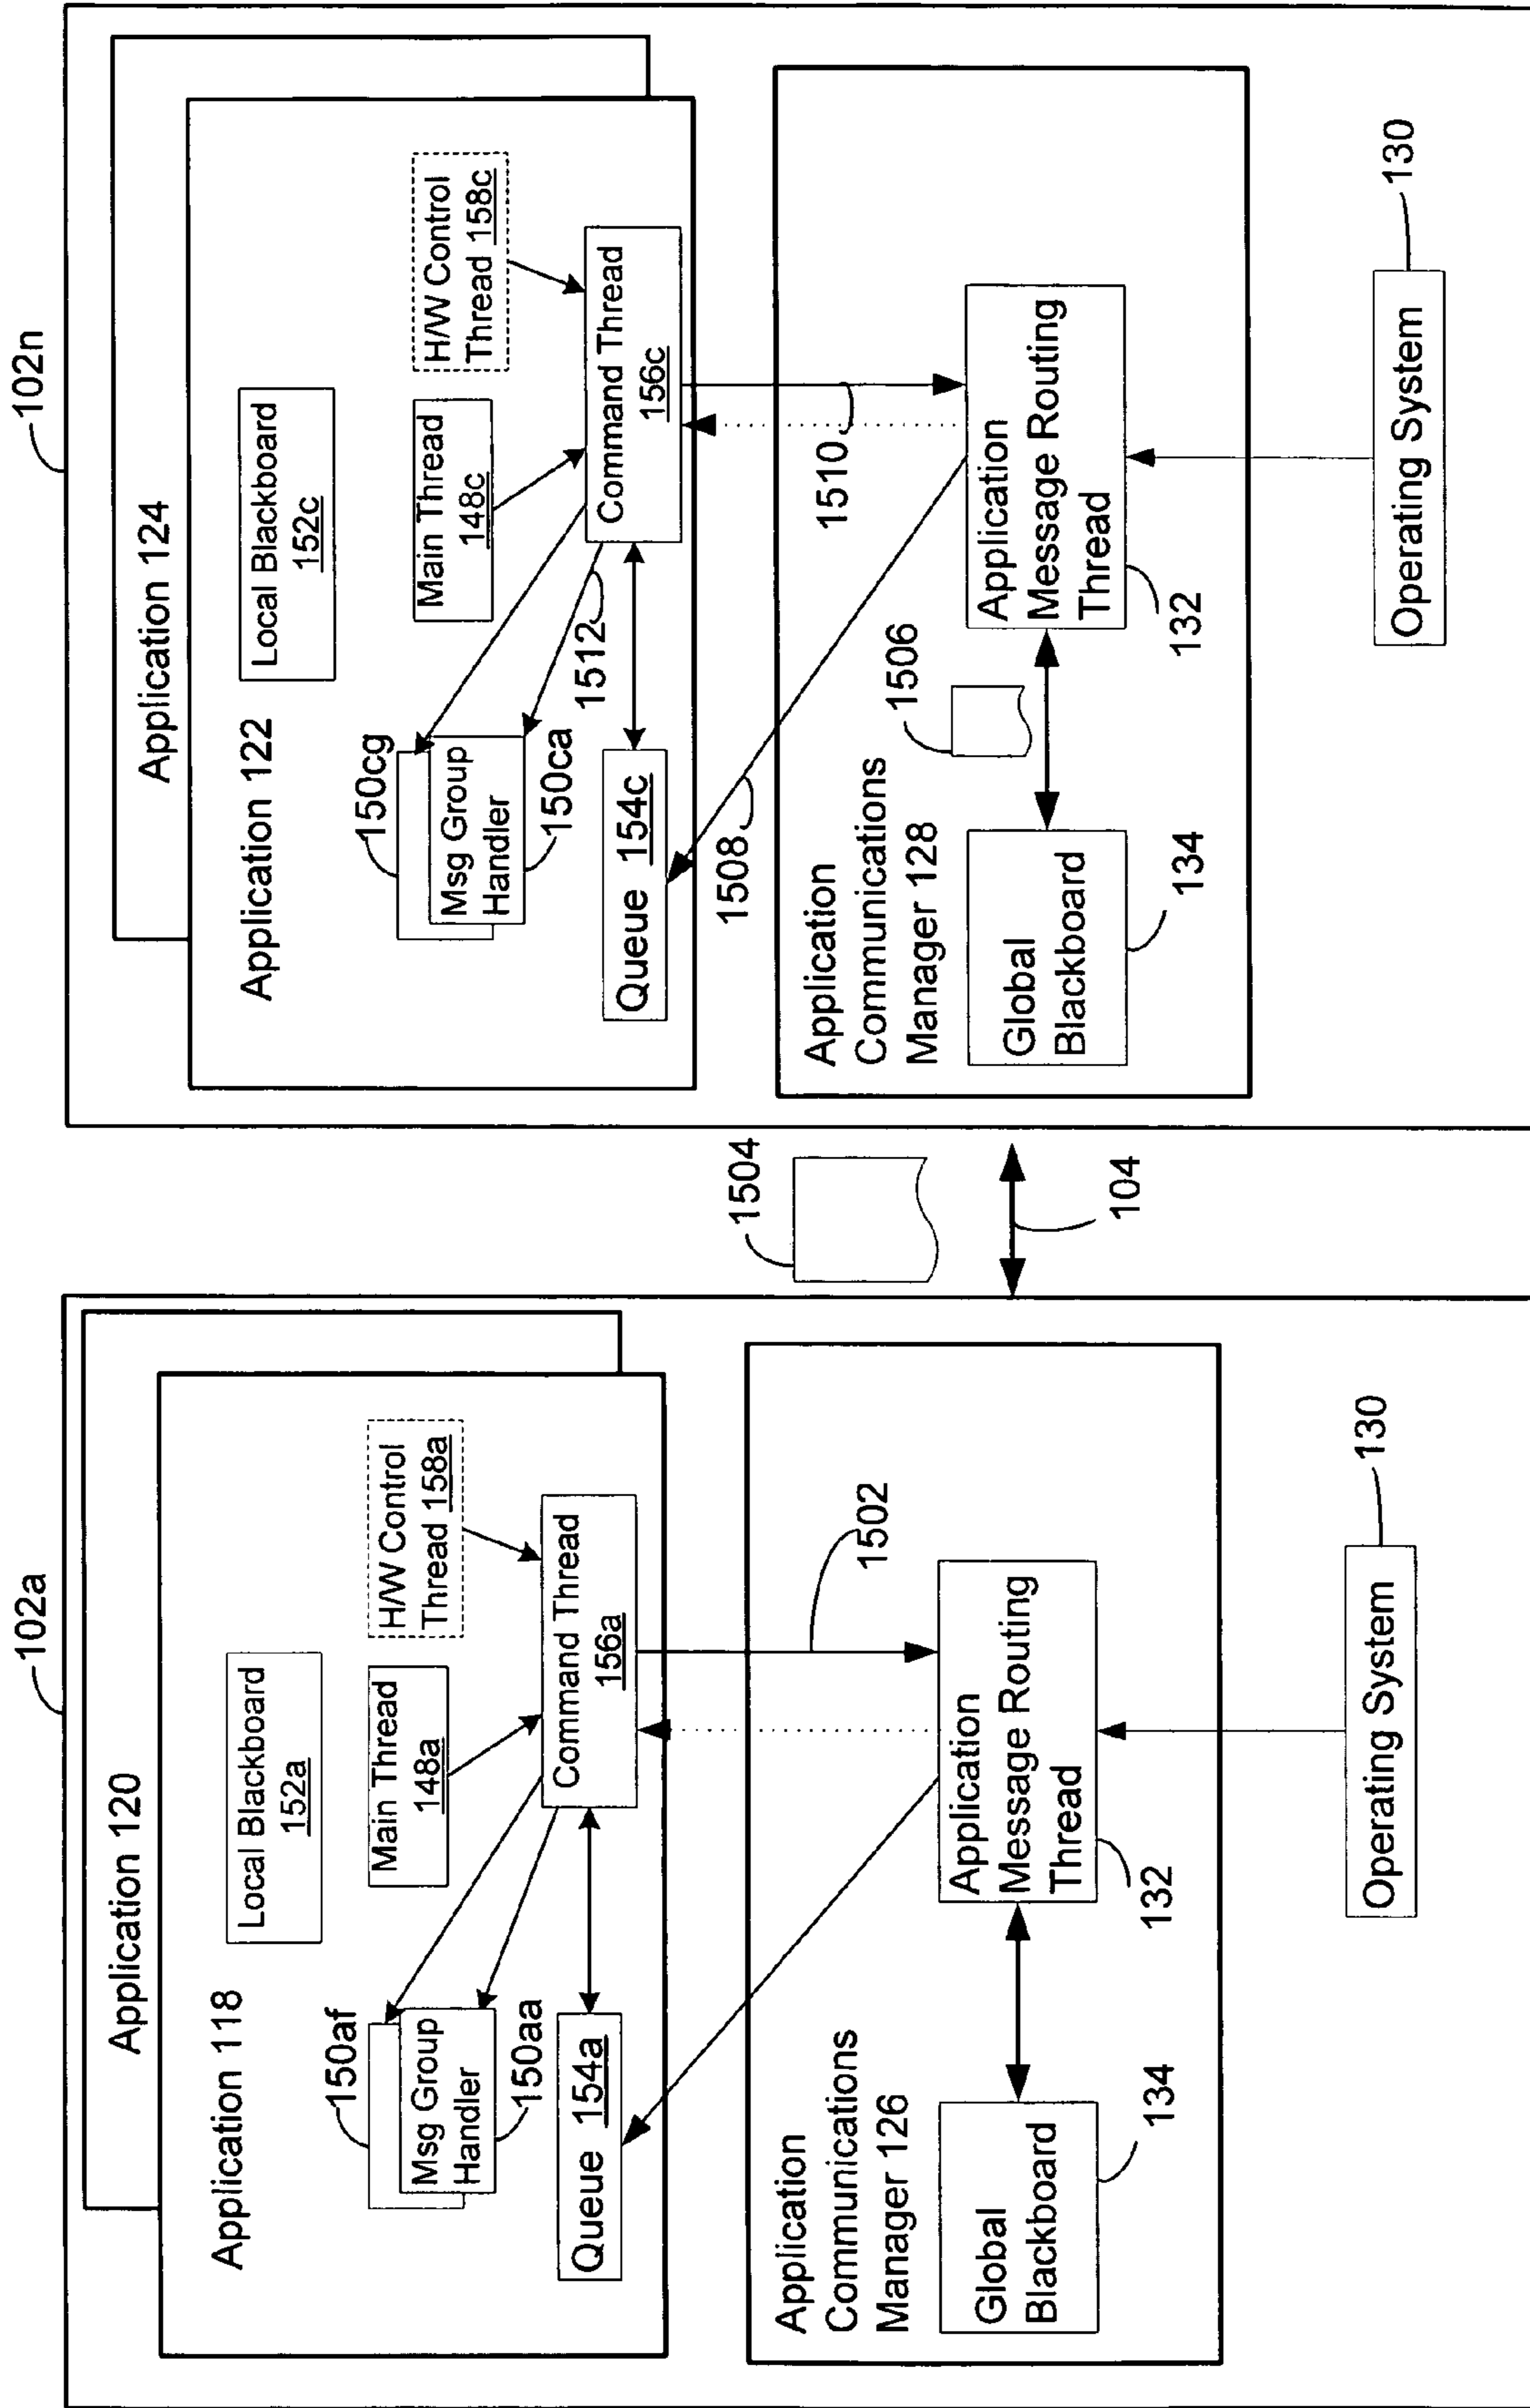 102a
Application 120
Application 118
Local Blackboard
152a
150af
Msg Group
Handler
150aa
Main Thread
148a
H/W Control
Thread 158a
Queue 154a
Command Thread
156a
1502
Application
Communications
Manager 126
Application
Message Routing
Thread
132
Global
Blackboard
134
Operating System
130
1504
104
102n
Application 124
Application 122
Local Blackboard
152c
150cg
Msg Group
Handler
150ca
Main Thread
148c
H/W Control
Thread 158c
1512
Queue 154c
Command Thread
156c
1508
1510
Application
Communications
Manager 128
1506
Application
Message Routing
Thread
132
Global
Blackboard
134
Operating System
130